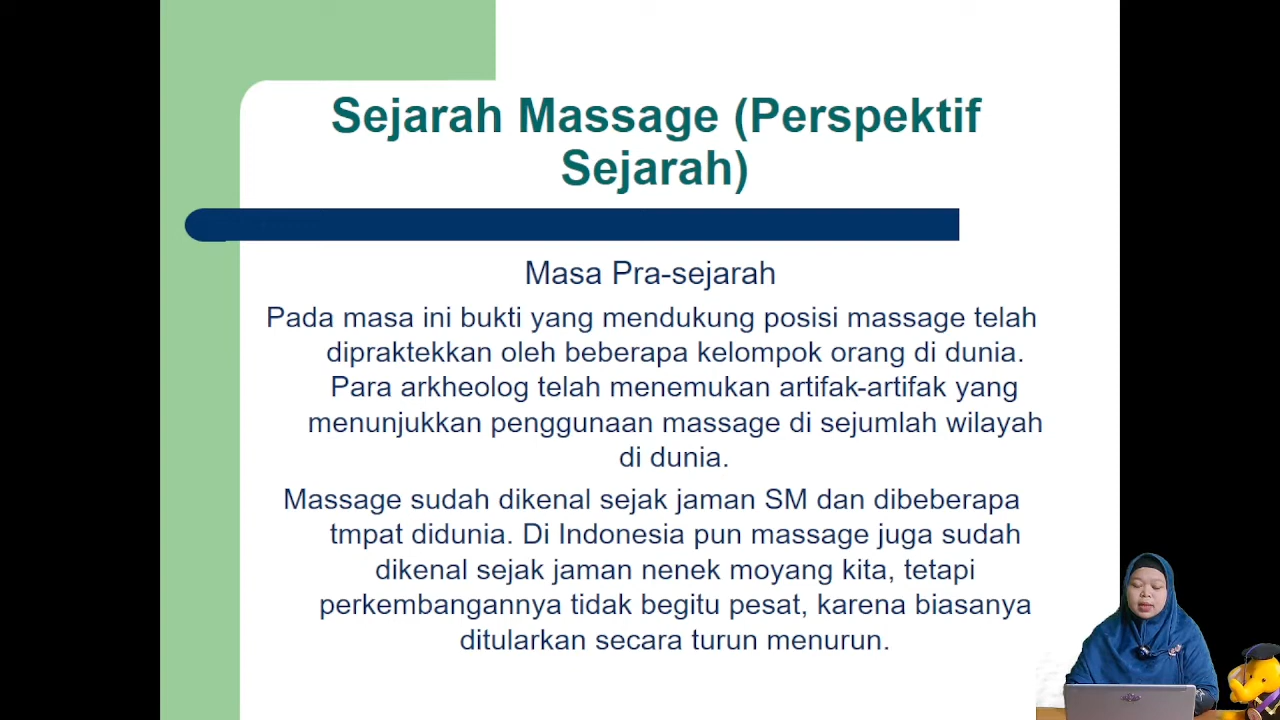 Sejarah Massage (Perspektif
Sejarah)
Masa Pra-sejarah
Pada masa ini bukti yang mendukung posisi massage telah
dipraktekkan oleh beberapa kelompok orang di dunia.
Para arkheolog telah menemukan artifak-artifak yang
menunjukkan penggunaan massage di sejumlah wilayah
di dunia.
Massage sudah dikenal sejak jaman SM dan dibeberapa
tmpat didunia. Di Indonesia pun massage juga sudah
dikenal sejak jaman nenek moyang kita, tetapi
perkembangannya tidak begitu pesat, karena biasanya
ditularkan secara turun menurun.